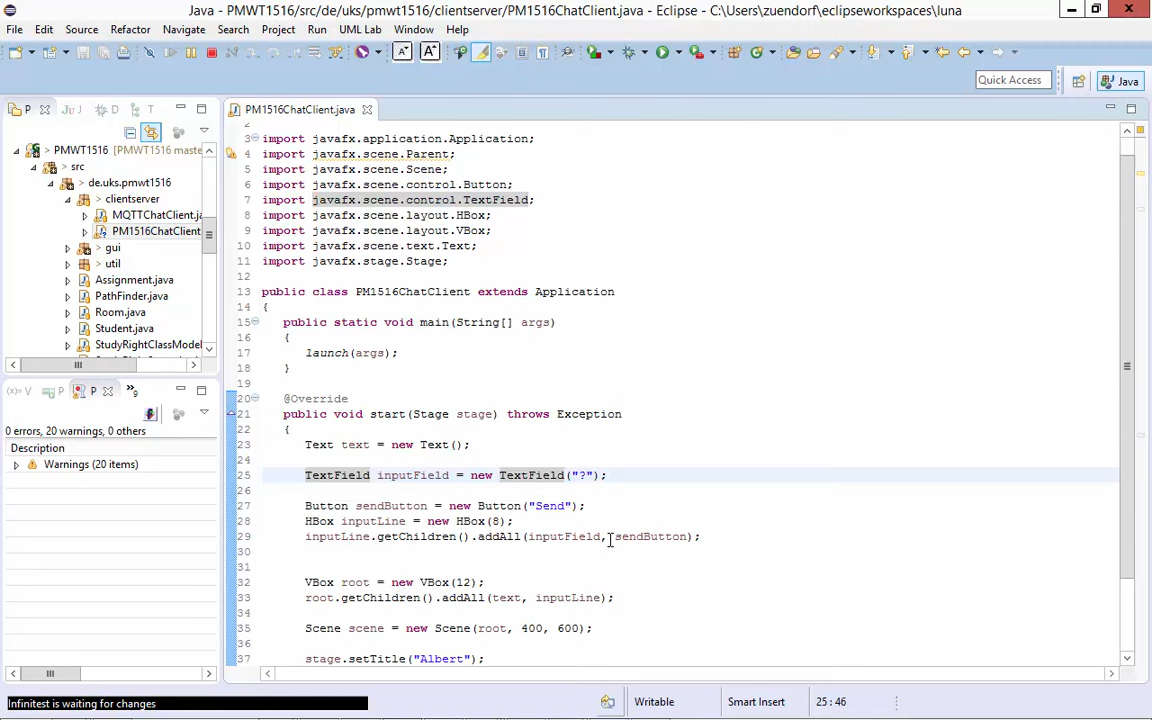 Java - PMWT1516/src/de/uks/pmwt1516/clientserver/PM1516ChatClient.java - Eclipse - C:\Users\zuendorf\eclipseworkspaces\luna
File Edit Source Refactor Navigate Search Project Run UML Lab Window Help
Quick Access Java
P Ju J D T
PM1516ChatClient.java
PMWT1516 [PMWT1516 master
> src
> de.uks.pmwt1516
> clientserver
MQTTChatClient.ja
PM1516ChatClient
> gui
> util
Assignment.java
PathFinder.java
Room.java
Student.java
StudyRightClassModel
(x)= V P P »9
0 errors, 20 warnings, 0 others
Description
Warnings (20 items)
2
3 import javafx.application.Application;
4 import javafx.scene.Parent;
5 import javafx.scene.Scene;
6 import javafx.scene.control.Button;
7 import javafx.scene.control.TextField;
8 import javafx.scene.layout.HBox;
9 import javafx.scene.layout.VBox;
10 import javafx.scene.text.Text;
11 import javafx.stage.Stage;
12
13 public class PM1516ChatClient extends Application
14 {
15 public static void main(String[] args)
16 {
17 launch(args);
18 }
19
20 @Override
21 public void start(Stage stage) throws Exception
22 {
23 Text text = new Text();
24
25 TextField inputField = new TextField("?");
26
27 Button sendButton = new Button("Send");
28 HBox inputLine = new HBox(8);
29 inputLine.getChildren().addAll(inputField, sendButton);
30
31
32 VBox root = new VBox(12);
33 root.getChildren().addAll(text, inputLine);
34
35 Scene scene = new Scene(root, 400, 600);
36
37 stage.setTitle("Albert");
Infinitest is waiting for changes
Writable Smart Insert 25 : 46